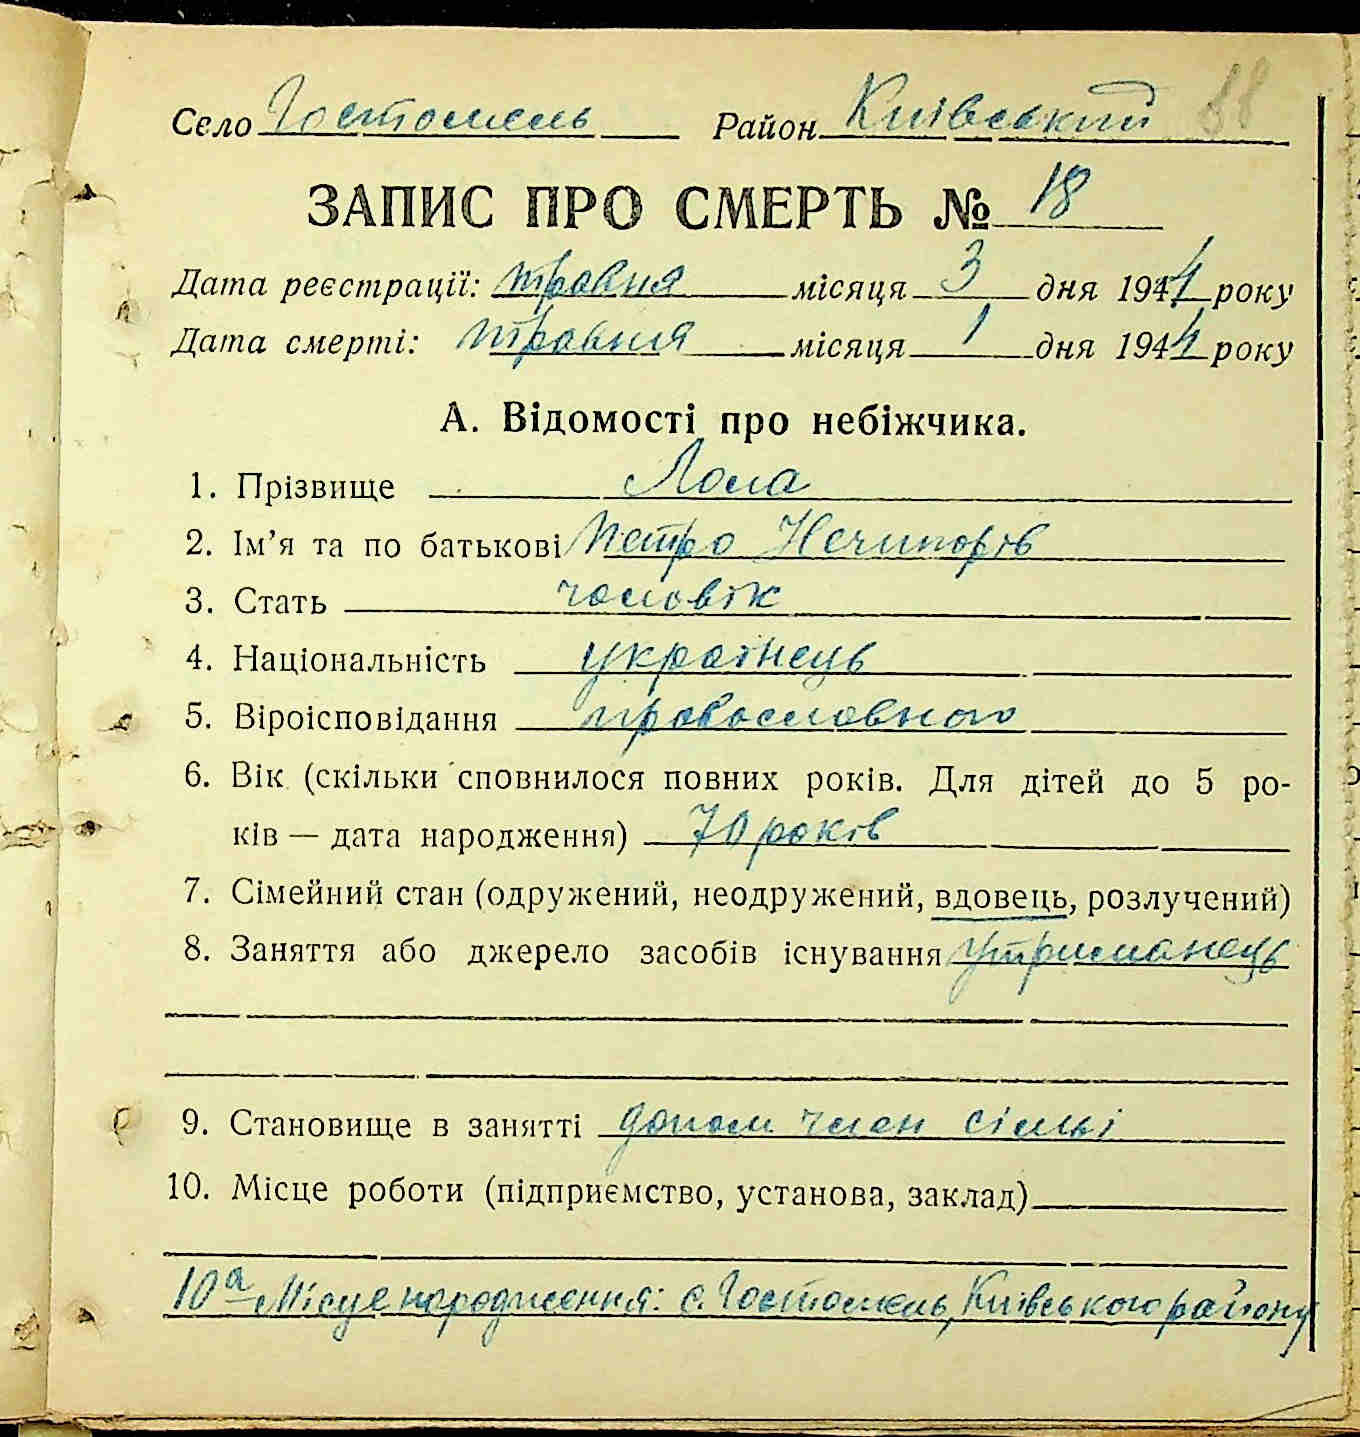 Село Гостомель Район Київський 88
ЗАПИС ПРО СМЕРТЬ № 18
Дата реєстрації: травня місяця 3 дня 1944 року
Дата смерті: травня місяця 1 дня 1944 року
А. Відомості про небіжчика.
1. Прізвище Лола
2. Ім’я та по батькові Петро Нечипорів
3. Стать чоловік
4. Національність українець
5. Віроісповідання православного
6. Вік (скільки сповнилося повних років. Для дітей до 5 ро-
ків — дата народження) 70 років
7. Сімейний стан (одружений, неодружений, вдовець, розлучений)
8. Заняття або джерело засобів існування утриманець
9. Становище в занятті допом член сімьї
10. Місце роботи (підприємство, установа, заклад)
10а Місце народження: с. Гостомель, Київського району